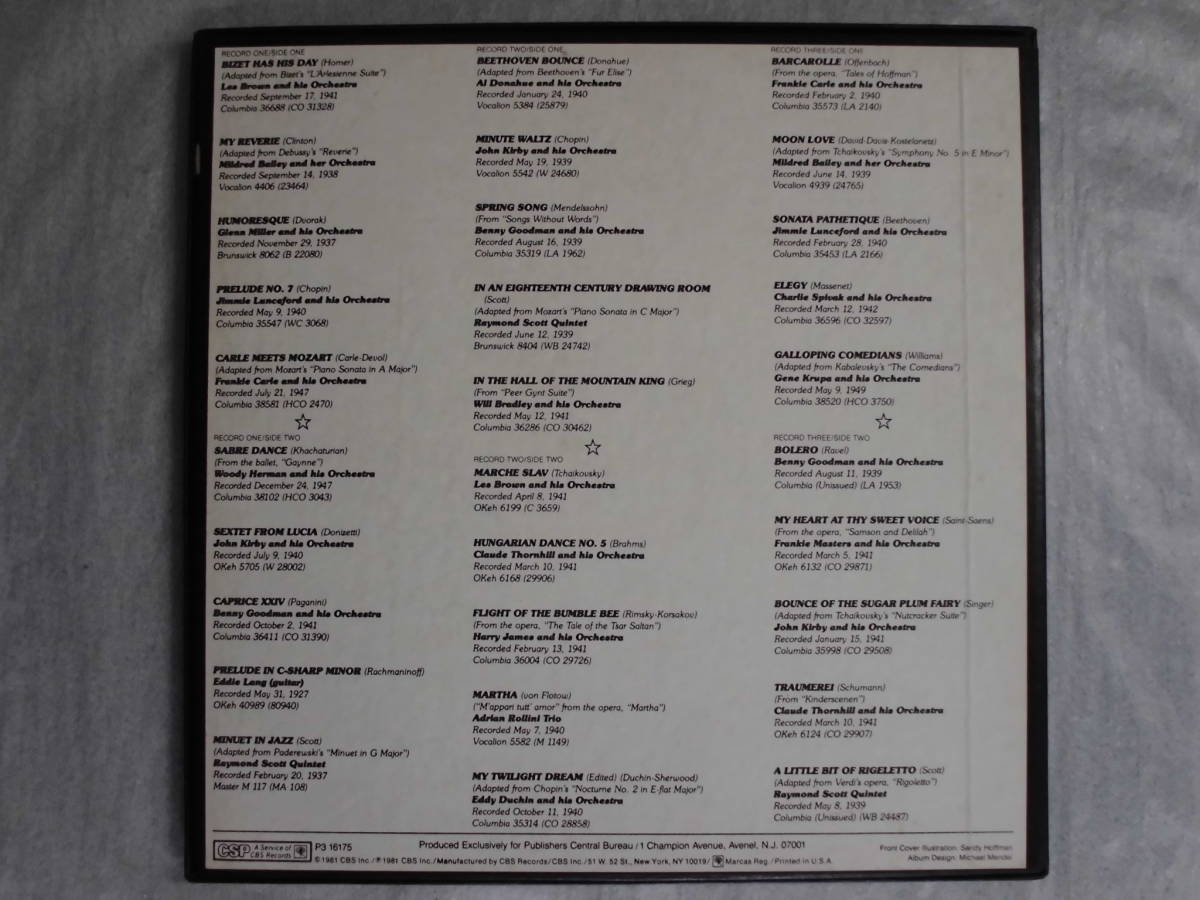 RECORD ONE/SIDE ONE
BIZET HAS HIS DAY (Homer)
(Adapted from Bizet's "L'Arlesienne Suite")
Les Brown and his Orchestra
Recorded September 17, 1941
Columbia 36688 (CO 31328)
MY REVERIE (Clinton)
(Adapted from Debussy's "Reverie")
Mildred Bailey and her Orchestra
Recorded September 14, 1938
Vocalion 4406 (23464)
HUMORESQUE (Dvorak)
Glenn Miller and his Orchestra
Recorded November 29, 1937
Brunswick 8062 (B 22080)
PRELUDE NO. 7 (Chopin)
Jimmie Lunceford and his Orchestra
Recorded May 9, 1940
Columbia 35547 (WC 3068)
CARLE MEETS MOZART (Carle-Devol)
(Adapted from Mozart's "Piano Sonata in A Major")
Frankie Carle and his Orchestra
Recorded July 21, 1947
Columbia 38581 (HCO 2470)
RECORD ONE/SIDE TWO
SABRE DANCE (Khachaturian)
(From the ballet, "Gaynne")
Woody Herman and his Orchestra
Recorded December 24, 1947
Columbia 38102 (HCO 3043)
SEXTET FROM LUCIA (Donizetti)
John Kirby and his Orchestra
Recorded July 9, 1940
OKeh 5705 (W 28002)
CAPRICE XXIV (Paganini)
Benny Goodman and his Orchestra
Recorded October 2, 1941
Columbia 36411 (CO 31390)
PRELUDE IN C-SHARP MINOR (Rachmaninoff)
Eddie Lang (guitar)
Recorded May 31, 1927
OKeh 40989 (80940)
MINUET IN JAZZ (Scott)
(Adapted from Paderewski's "Minuet in G Major")
Raymond Scott Quintet
Recorded February 20, 1937
Master M 117 (MA 108)
RECORD TWO/SIDE ONE
BEETHOVEN BOUNCE (Donahue)
(Adapted from Beethoven's "Fur Elise")
Al Donahue and his Orchestra
Recorded January 24, 1940
Vocalion 5384 (25879)
MINUTE WALTZ (Chopin)
John Kirby and his Orchestra
Recorded May 19, 1939
Vocalion 5542 (W 24680)
SPRING SONG (Mendelssohn)
(From "Songs Without Words")
Benny Goodman and his Orchestra
Recorded August 16, 1939
Columbia 35319 (LA 1962)
IN AN EIGHTEENTH CENTURY DRAWING ROOM
(Scott)
(Adapted from Mozart's "Piano Sonata in C Major")
Raymond Scott Quintet
Recorded June 12, 1939
Brunswick 8404 (WB 24742)
IN THE HALL OF THE MOUNTAIN KING (Grieg)
(From "Peer Gynt Suite")
Will Bradley and his Orchestra
Recorded May 12, 1941
Columbia 36286 (CO 30462)
RECORD TWO/SIDE TWO
MARCHE SLAV (Tchaikovsky)
Les Brown and his Orchestra
Recorded April 8, 1941
OKeh 6199 (C 3659)
HUNGARIAN DANCE NO. 5 (Brahms)
Claude Thornhill and his Orchestra
Recorded March 10, 1941
OKeh 6168 (29906)
FLIGHT OF THE BUMBLE BEE (Rimsky-Korsakov)
(From the opera, "The Tale of the Tsar Saltan")
Harry James and his Orchestra
Recorded February 13, 1941
Columbia 36004 (CO 29726)
MARTHA (von Flotow)
("M'appari tutt' amor" from the opera, "Martha")
Adrian Rollini Trio
Recorded May 7, 1940
Vocalion 5582 (M 1149)
MY TWILIGHT DREAM (Edited) (Duchin-Sherwood)
(Adapted from Chopin's "Nocturne No. 2 in E-flat Major")
Eddy Duchin and his Orchestra
Recorded October 11, 1940
Columbia 35314 (CO 28858)
RECORD THREE/SIDE ONE
BARCAROLLE (Offenbach)
(From the opera, "Tales of Hoffman")
Frankie Carle and his Orchestra
Recorded February 2, 1940
Columbia 35573 (LA 2140)
MOON LOVE (David-Davis-Kostelanetz)
(Adapted from Tchaikovsky's "Symphony No. 5 in E Minor")
Mildred Bailey and her Orchestra
Recorded June 14, 1939
Vocalion 4939 (24765)
SONATA PATHETIQUE (Beethoven)
Jimmie Lunceford and his Orchestra
Recorded February 28, 1940
Columbia 35453 (LA 2166)
ELEGY (Massenet)
Charlie Spivak and his Orchestra
Recorded March 12, 1942
Columbia 36596 (CO 32597)
GALLOPING COMEDIANS (Williams)
(Adapted from Kabalevsky's "The Comedians")
Gene Krupa and his Orchestra
Recorded May 9, 1949
Columbia 38520 (HCO 3750)
RECORD THREE/SIDE TWO
BOLERO (Ravel)
Benny Goodman and his Orchestra
Recorded August 11, 1939
Columbia (Unissued) (LA 1953)
MY HEART AT THY SWEET VOICE (Saint-Saens)
(From the opera, "Samson and Delilah")
Frankie Masters and his Orchestra
Recorded March 5, 1941
OKeh 6132 (CO 29871)
BOUNCE OF THE SUGAR PLUM FAIRY (Singer)
(Adapted from Tchaikovsky's "Nutcracker Suite")
John Kirby and his Orchestra
Recorded January 15, 1941
Columbia 35998 (CO 29508)
TRAUMEREI (Schumann)
(From "Kinderscenen")
Claude Thornhill and his Orchestra
Recorded March 10, 1941
OKeh 6124 (CO 29907)
A LITTLE BIT OF RIGELETTO (Scott)
(Adapted from Verdi's opera, "Rigoletto")
Raymond Scott Quintet
Recorded May 8, 1939
Columbia (Unissued) (WB 24487)
CSP A Service of CBS Records
P3 16175
Produced Exclusively for Publishers Central Bureau / 1 Champion Avenue, Avenel, N.J. 07001
© 1981 CBS Inc./℗ 1981 CBS Inc./Manufactured by CBS Records/CBS Inc./51 W. 52 St., New York, NY 10019/ Marcas Reg./Printed in U.S.A.
Front Cover Illustration: Sandy Hoffman
Album Design: Michael Mendel